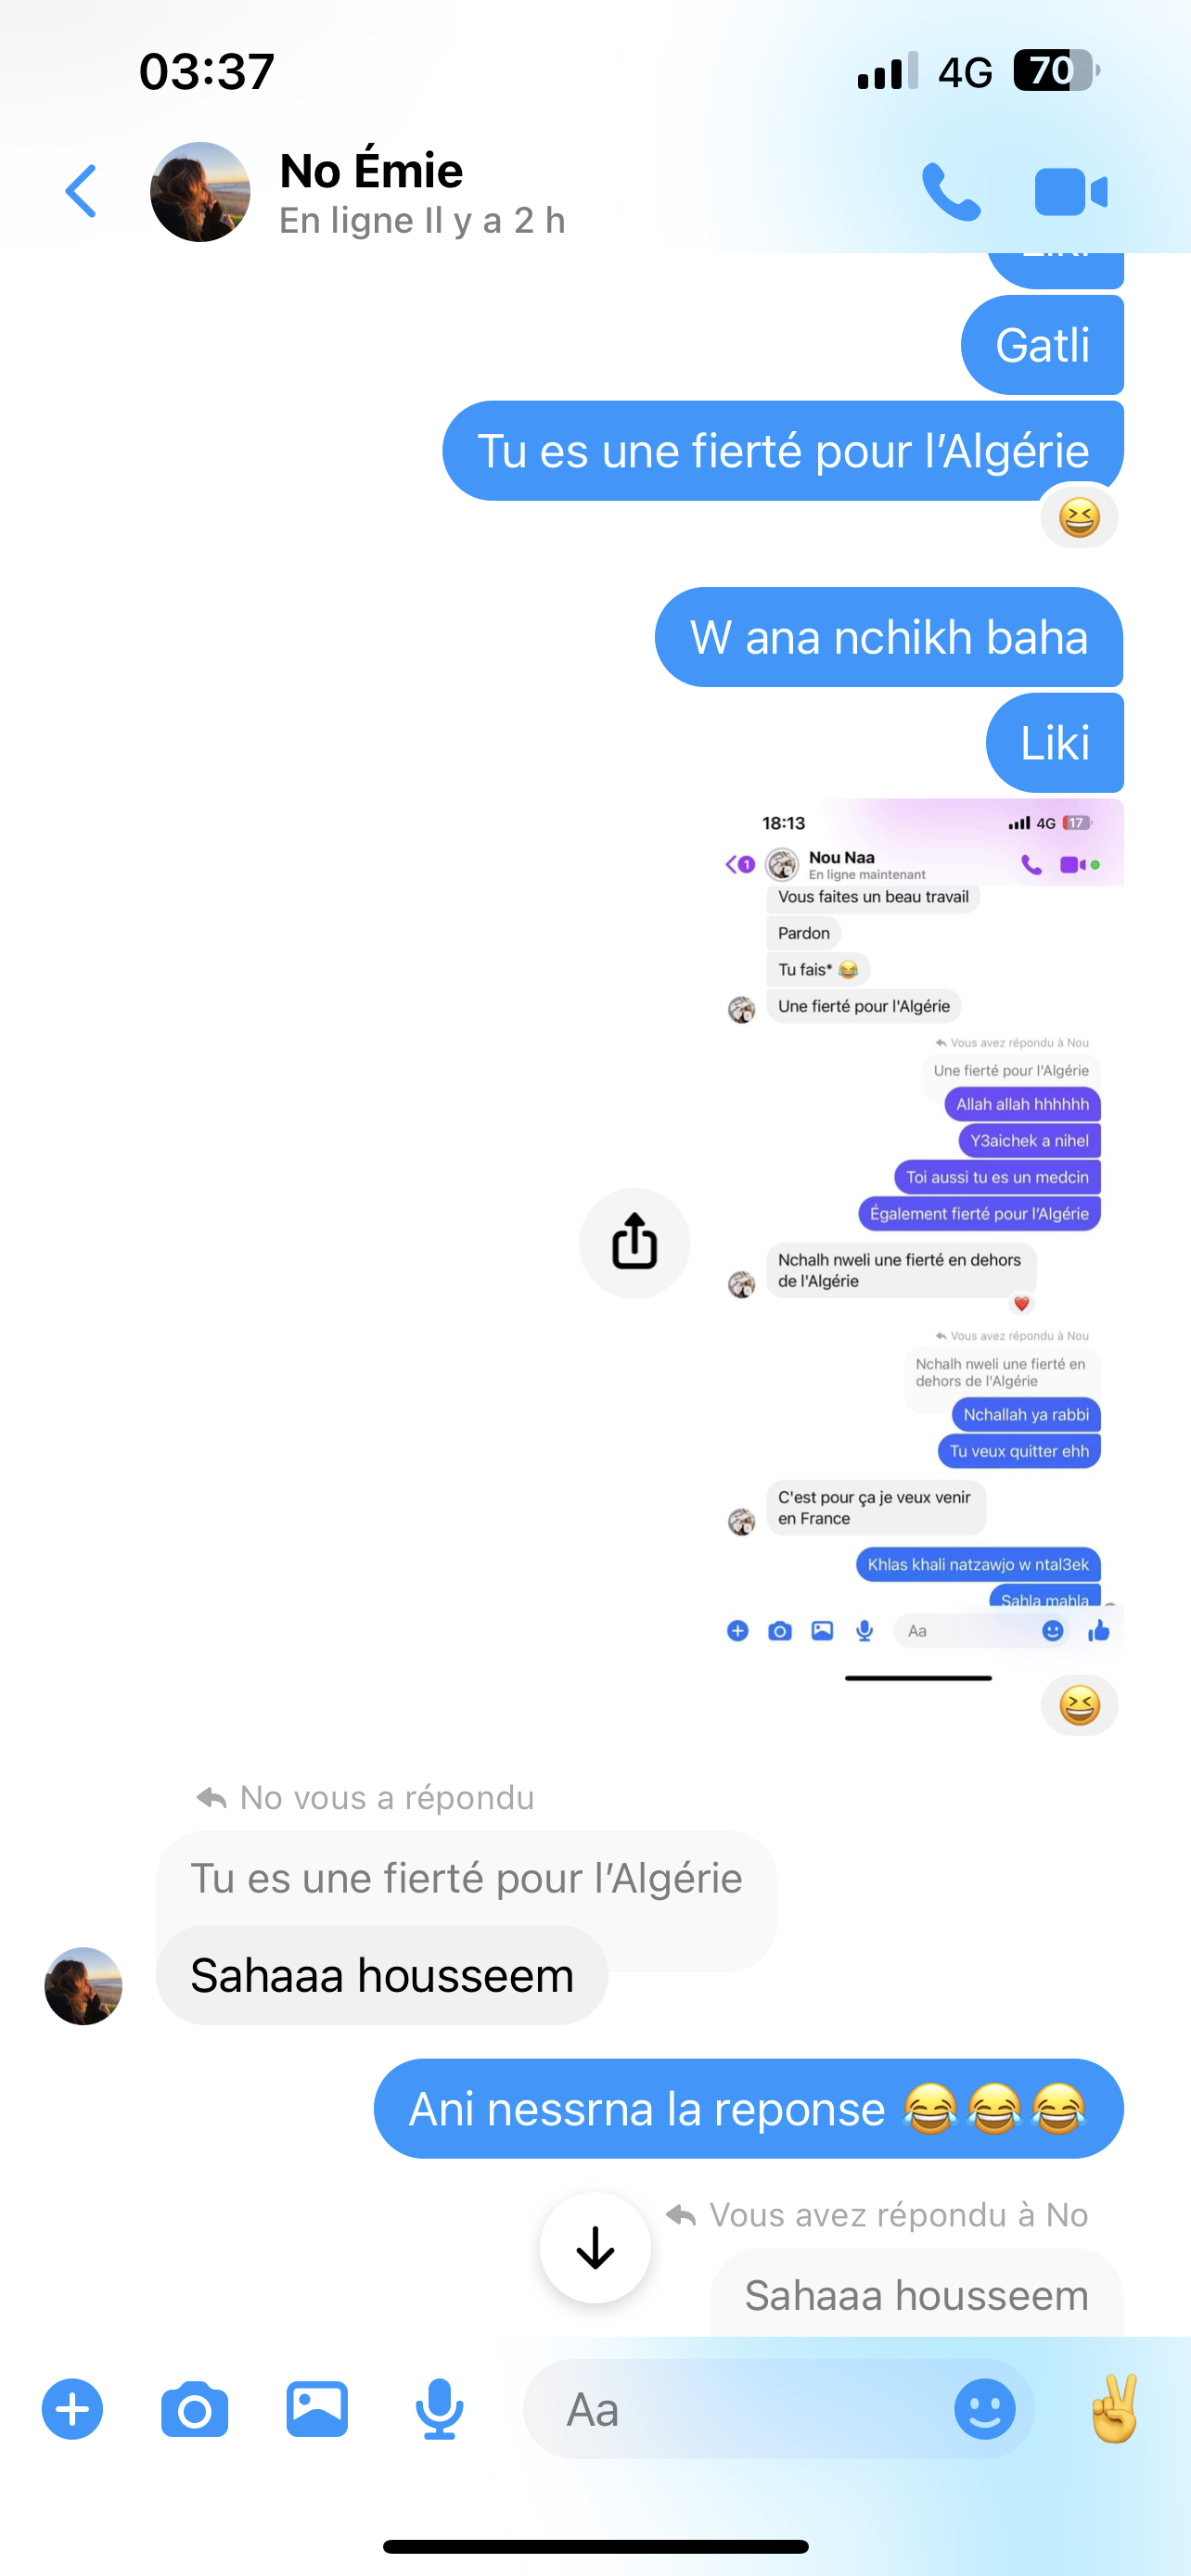 03:37
4G 70
No Émie
En ligne Il y a 2 h
Liki
Gatli
Tu es une fierté pour l’Algérie
😆
W ana nchikh baha
Liki
18:13
4G 17
1
Nou Naa
En ligne maintenant
Vous faites un beau travail
Pardon
Tu fais* 😂
Une fierté pour l'Algérie
Vous avez répondu à Nou
Une fierté pour l'Algérie
Allah allah hhhhhh
Y3aichek a nihel
Toi aussi tu es un medcin
Également fierté pour l’Algérie
Nchalh nweli une fierté en dehors
de l'Algérie
❤️
Vous avez répondu à Nou
Nchalh nweli une fierté en
dehors de l'Algérie
Nchallah ya rabbi
Tu veux quitter ehh
C'est pour ça je veux venir
en France
Khlas khali natzawjo w ntal3ek
Sahla mahla
Aa
😆
No vous a répondu
Tu es une fierté pour l’Algérie
Sahaaa housseem
Ani nessrna la reponse 😂😂😂
Vous avez répondu à No
Sahaaa housseem
Aa